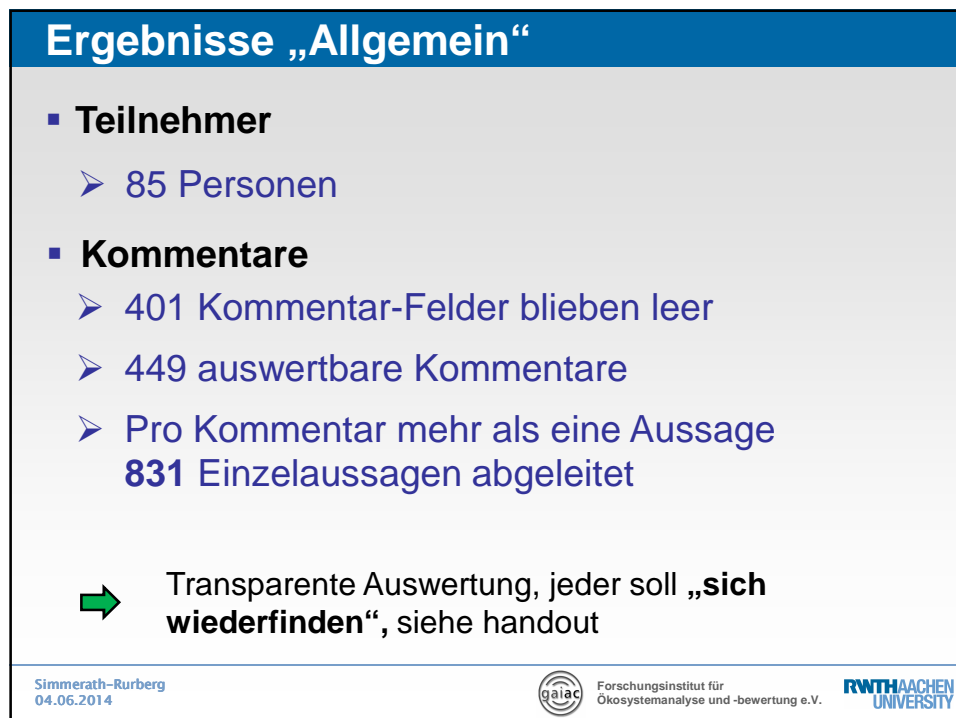 Ergebnisse „Allgemein“
▪ Teilnehmer
➢ 85 Personen
▪ Kommentare
➢ 401 Kommentar-Felder blieben leer
➢ 449 auswertbare Kommentare
➢ Pro Kommentar mehr als eine Aussage
831 Einzelaussagen abgeleitet
Transparente Auswertung, jeder soll „sich
wiederfinden“, siehe handout
Simmerath-Rurberg
04.06.2014
gaiac
Forschungsinstitut für
Ökosystemanalyse und -bewertung e.V.
RWTHAACHEN
UNIVERSITY